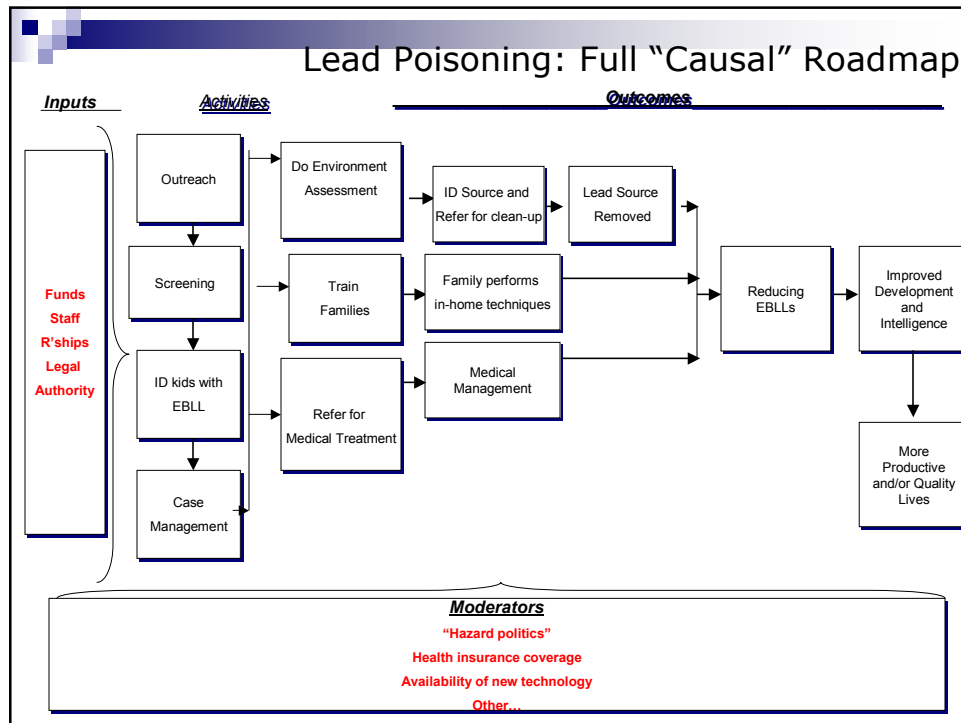 Lead Poisoning: Full “Causal” Roadmap
Inputs
Activities
Outcomes
Funds
Staff
R’ships
Legal
Authority
Outreach
Screening
ID kids with
EBLL
Case
Management
Do Environment
Assessment
Train
Families
Refer for
Medical Treatment
ID Source and
Refer for clean-up
Family performs
in-home techniques
Medical
Management
Lead Source
Removed
Reducing
EBLLs
Improved
Development
and
Intelligence
More
Productive
and/or Quality
Lives
Moderators
“Hazard politics”
Health insurance coverage
Availability of new technology
Other…